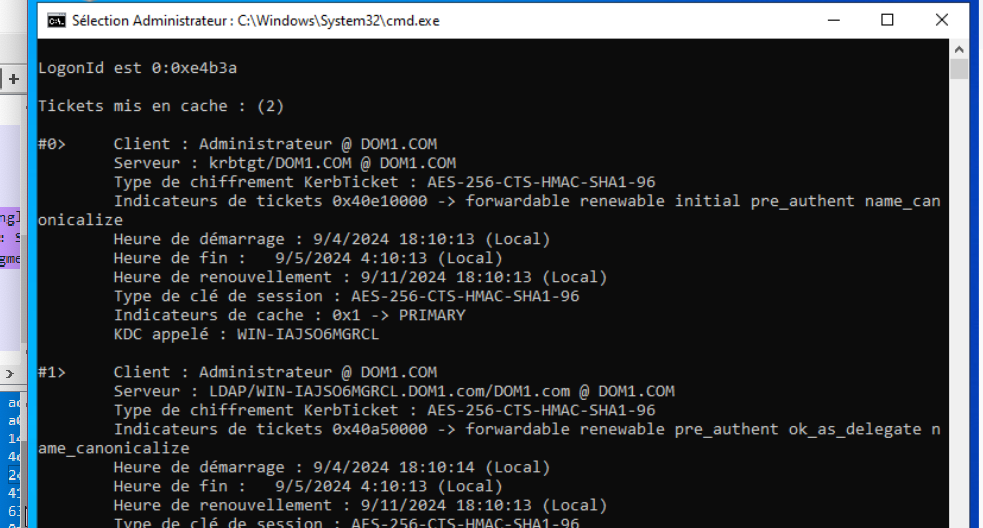 Sélection Administrateur : C:\Windows\System32\cmd.exe
LogonId est 0:0xe4b3a
Tickets mis en cache : (2)
#0> Client : Administrateur @ DOM1.COM
Serveur : krbtgt/DOM1.COM @ DOM1.COM
Type de chiffrement KerbTicket : AES-256-CTS-HMAC-SHA1-96
Indicateurs de tickets 0x40e10000 -> forwardable renewable initial pre_authent name_can
onicalize
Heure de démarrage : 9/4/2024 18:10:13 (Local)
Heure de fin : 9/5/2024 4:10:13 (Local)
Heure de renouvellement : 9/11/2024 18:10:13 (Local)
Type de clé de session : AES-256-CTS-HMAC-SHA1-96
Indicateurs de cache : 0x1 -> PRIMARY
KDC appelé : WIN-IAJSO6MGRCL
#1> Client : Administrateur @ DOM1.COM
Serveur : LDAP/WIN-IAJSO6MGRCL.DOM1.com/DOM1.com @ DOM1.COM
Type de chiffrement KerbTicket : AES-256-CTS-HMAC-SHA1-96
Indicateurs de tickets 0x40a50000 -> forwardable renewable pre_authent ok_as_delegate n
ame_canonicalize
Heure de démarrage : 9/4/2024 18:10:14 (Local)
Heure de fin : 9/5/2024 4:10:13 (Local)
Heure de renouvellement : 9/11/2024 18:10:13 (Local)
Type de clé de session : AES-256-CTS-HMAC-SHA1-96